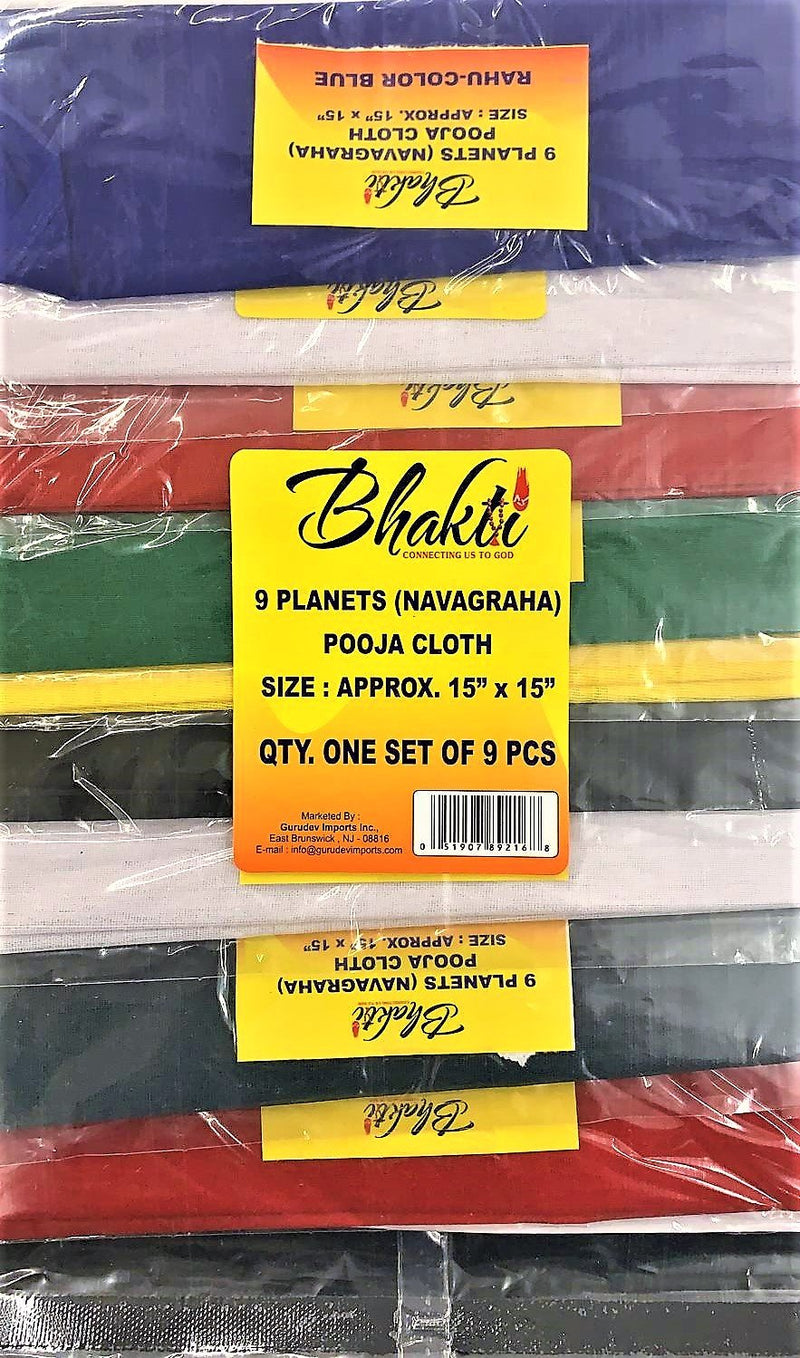 RAHU-COLOR BLUE
SIZE : APPROX. 15" x 15"
POOJA CLOTH
9 PLANETS (NAVAGRAHA)
Bhakti
Bhakti
Bhakti
Bhakti
CONNECTING US TO GOD
9 PLANETS (NAVAGRAHA)
POOJA CLOTH
SIZE : APPROX. 15” x 15”
QTY. ONE SET OF 9 PCS
Marketed By :
Gurudev Imports Inc.,
East Brunswick , NJ - 08816
E-mail : info@gurudevimports.com
0 51907 89216 8
SIZE : APPROX. 15" x 15"
POOJA CLOTH
9 PLANETS (NAVAGRAHA)
Bhakti
Bhakti